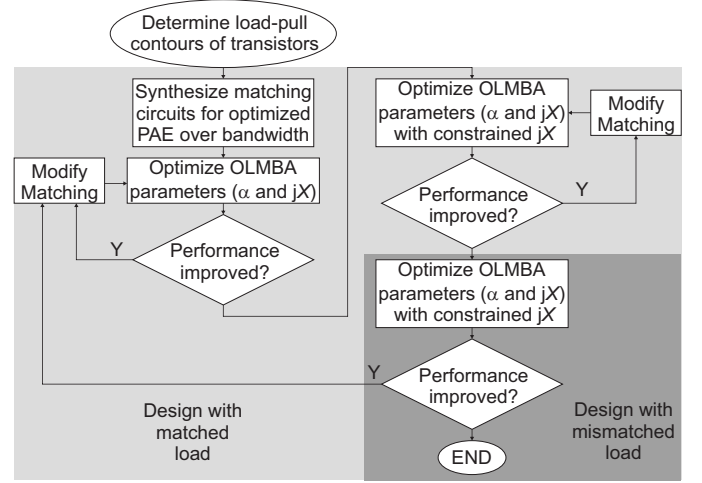 Determine load-pull
contours of transistors
Synthesize matching
circuits for optimized
PAE over bandwidth
Modify
Matching
Optimize OLMBA
parameters (α and jX)
Y
Performance
improved?
Optimize OLMBA
parameters (α and jX)
with constrained jX
Modify
Matching
Performance
improved?
Y
Optimize OLMBA
parameters (α and jX)
with constrained jX
Y
Performance
improved?
Design with
matched
load
END
Design with
mismatched
load